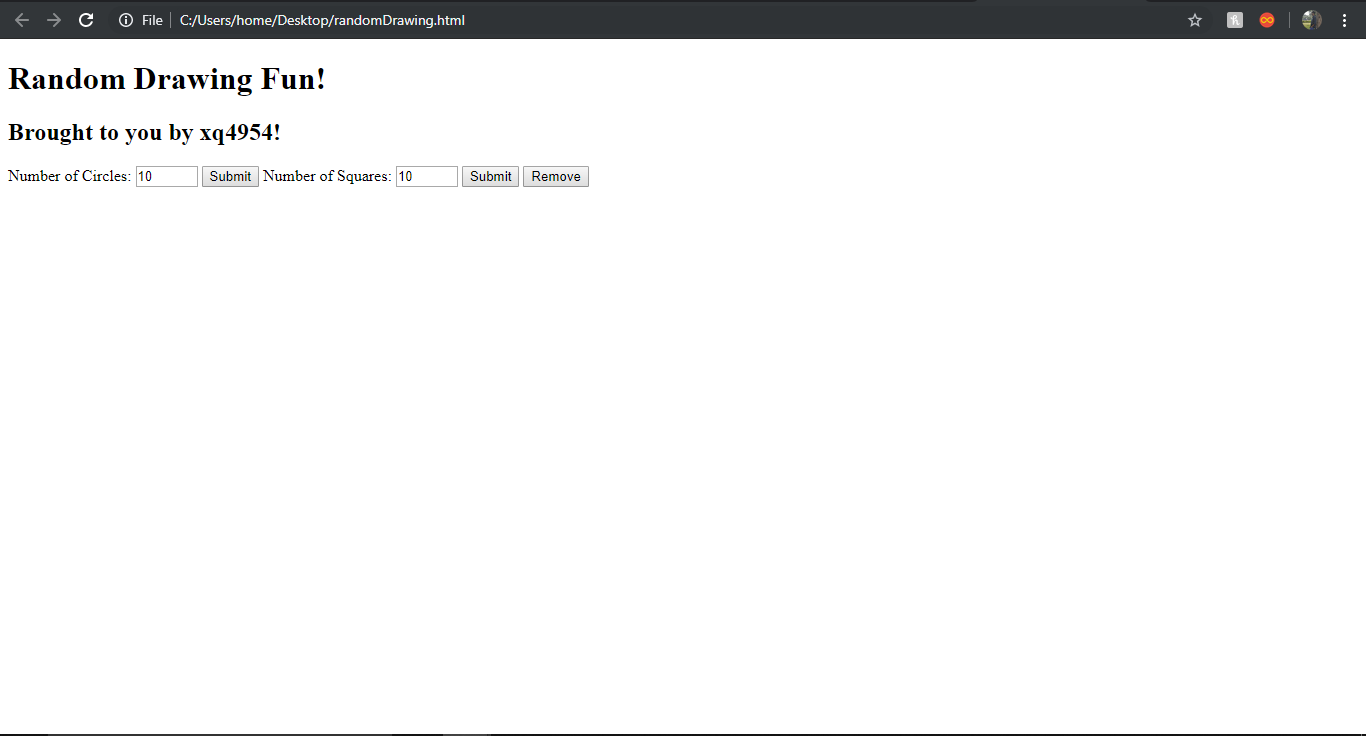 File C:/Users/home/Desktop/randomDrawing.html
Random Drawing Fun!
Brought to you by xq4954!
Number of Circles: 10 Submit Number of Squares: 10 Submit Remove